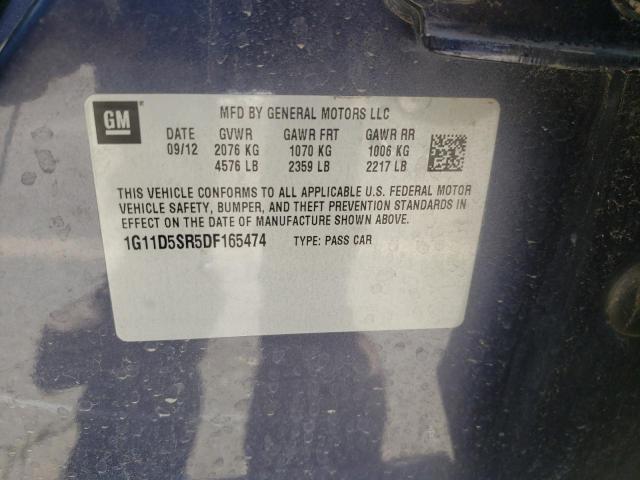 GM
MFD BY GENERAL MOTORS LLC
DATE GVWR GAWR FRT GAWR RR
09/12 2076 KG 1070 KG 1006 KG
4576 LB 2359 LB 2217 LB
THIS VEHICLE CONFORMS TO ALL APPLICABLE U.S. FEDERAL MOTOR
VEHICLE SAFETY, BUMPER, AND THEFT PREVENTION STANDARDS IN
EFFECT ON THE DATE OF MANUFACTURE SHOWN ABOVE.
1G11D5SR5DF165474 TYPE: PASS CAR